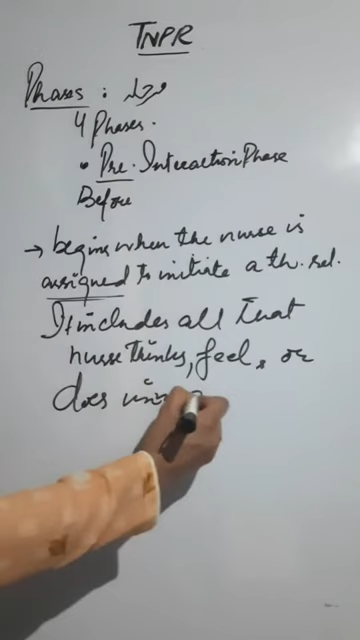 TNPR
Phases : مرحلہ
4 Phases.
• Pre-Interaction Phase
Before
→ begins when the nurse is
assigned to initiate a th. rel.
It includes all that
nurse thinks, feel, or
does